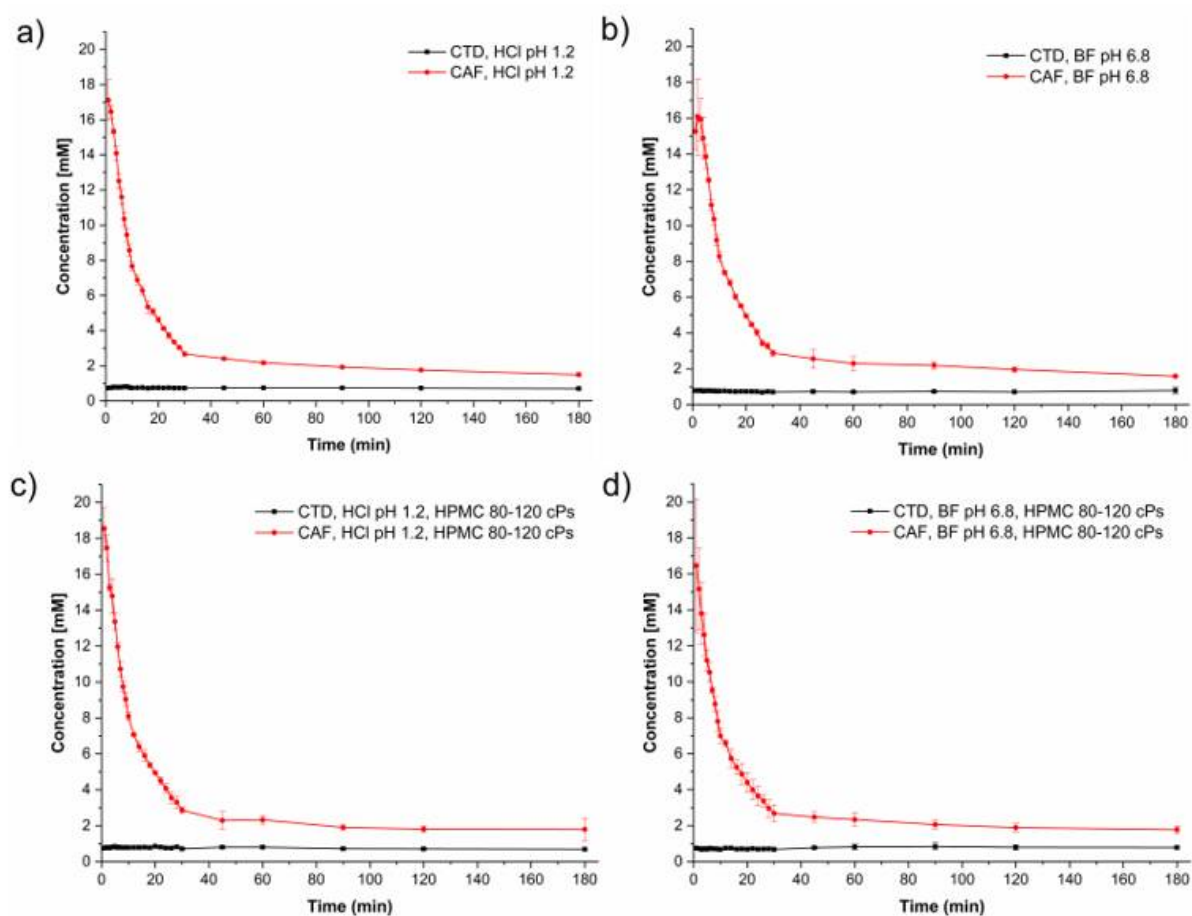 a)
CTD, HCl pH 1.2
CAF, HCl pH 1.2
Concentration [mM]
20
18
16
14
12
10
8
6
4
2
0
0 20 40 60 80 100 120 140 160 180
Time (min)
b)
CTD, BF pH 6.8
CAF, BF pH 6.8
Concentration [mM]
20
18
16
14
12
10
8
6
4
2
0
0 20 40 60 80 100 120 140 160 180
Time (min)
c)
CTD, HCl pH 1.2, HPMC 80-120 cPs
CAF, HCl pH 1.2, HPMC 80-120 cPs
Concentration [mM]
20
18
16
14
12
10
8
6
4
2
0
0 20 40 60 80 100 120 140 160 180
Time (min)
d)
CTD, BF pH 6.8, HPMC 80-120 cPs
CAF, BF pH 6.8, HPMC 80-120 cPs
Concentration [mM]
20
18
16
14
12
10
8
6
4
2
0
0 20 40 60 80 100 120 140 160 180
Time (min)